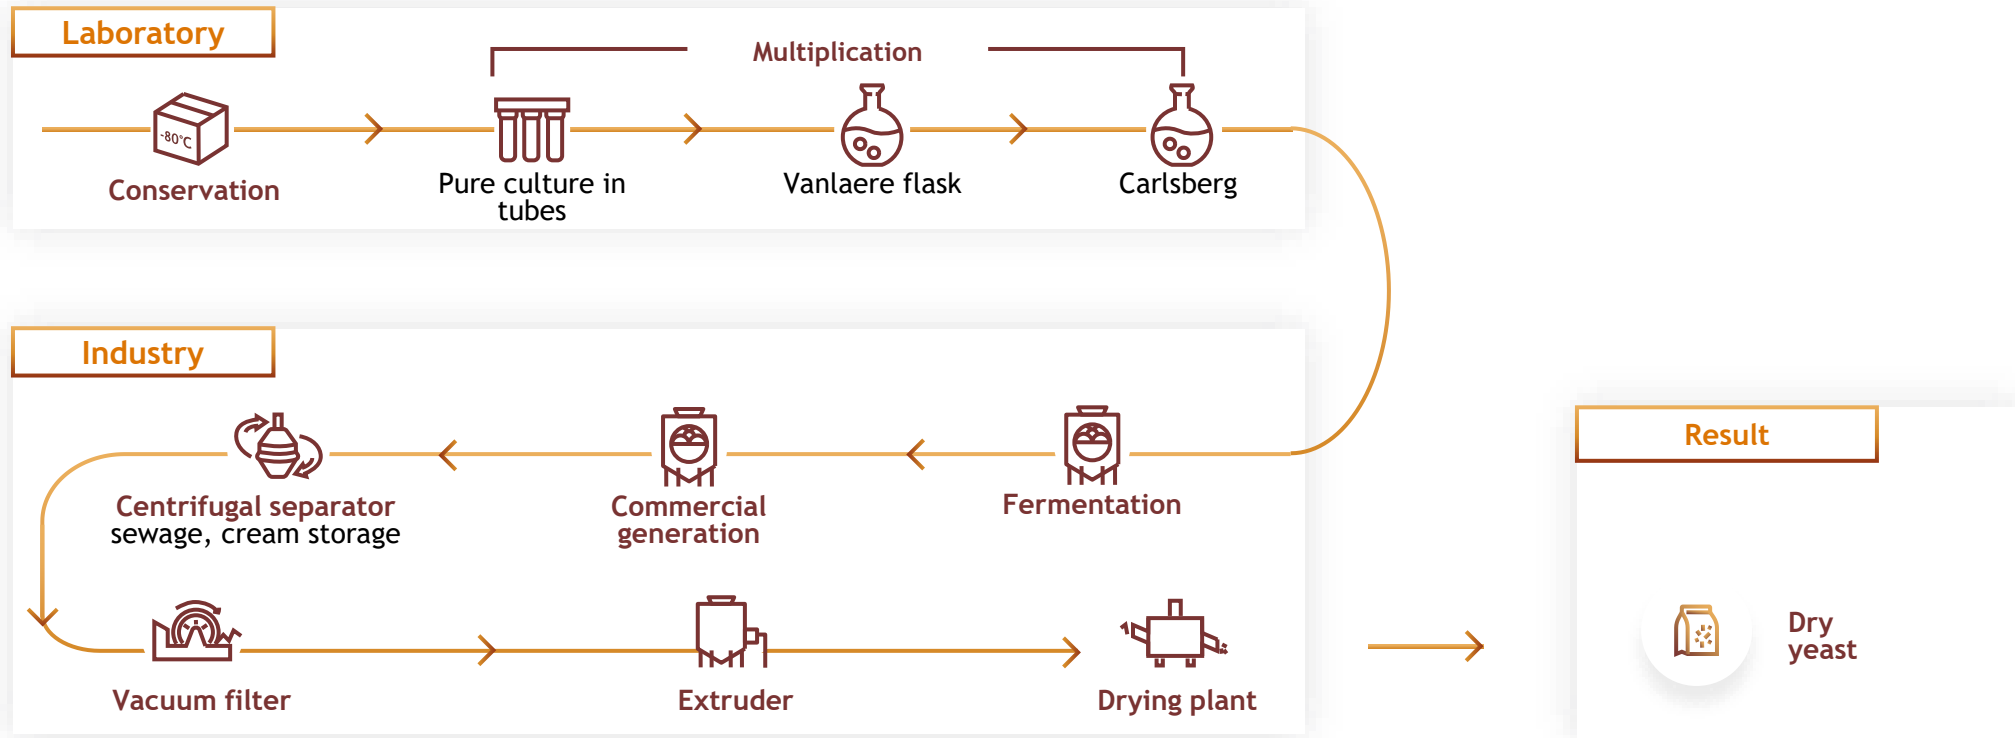 Laboratory
Multiplication
-80°C
Conservation
Pure culture in
tubes
Vanlaere flask
Carlsberg
Industry
Centrifugal separator
sewage, cream storage
Commercial
generation
Fermentation
Vacuum filter
Extruder
Drying plant
Result
Dry
yeast